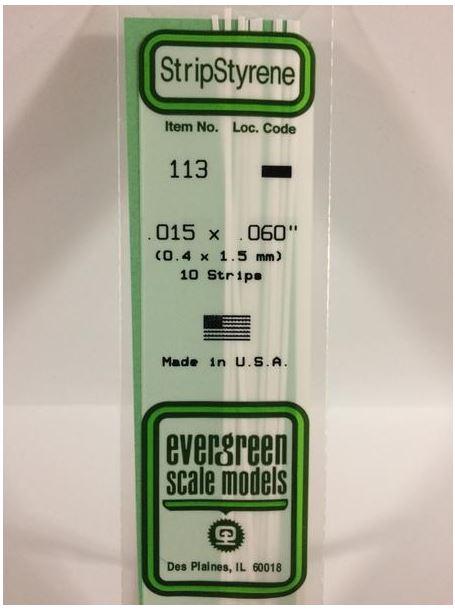 StripStyrene
Item No. Loc. Code
113
.015 x .060"
(0.4 x 1.5 mm)
10 Strips
Made in U.S.A.
evergreen
scale models
Des Plaines, IL 60018